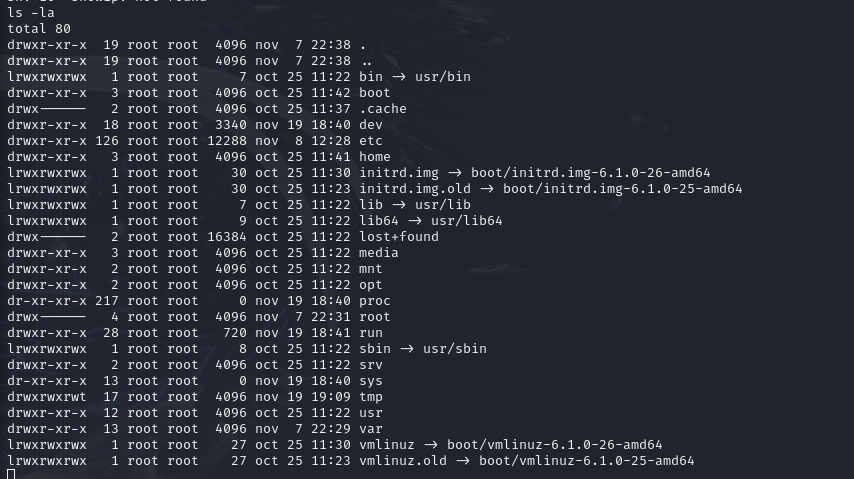 ls -la
total 80
drwxr-xr-x  19 root root  4096 nov  7 22:38 .
drwxr-xr-x  19 root root  4096 nov  7 22:38 ..
lrwxrwxrwx   1 root root     7 oct 25 11:22 bin -> usr/bin
drwxr-xr-x   3 root root  4096 oct 25 11:42 boot
drwx------   2 root root  4096 oct 25 11:37 .cache
drwxr-xr-x  18 root root  3340 nov 19 18:40 dev
drwxr-xr-x 126 root root 12288 nov  8 12:28 etc
drwxr-xr-x   3 root root  4096 oct 25 11:41 home
lrwxrwxrwx   1 root root    30 oct 25 11:30 initrd.img -> boot/initrd.img-6.1.0-26-amd64
lrwxrwxrwx   1 root root    30 oct 25 11:23 initrd.img.old -> boot/initrd.img-6.1.0-25-amd64
lrwxrwxrwx   1 root root     7 oct 25 11:22 lib -> usr/lib
lrwxrwxrwx   1 root root     9 oct 25 11:22 lib64 -> usr/lib64
drwx------   2 root root 16384 oct 25 11:22 lost+found
drwxr-xr-x   3 root root  4096 oct 25 11:22 media
drwxr-xr-x   2 root root  4096 oct 25 11:22 mnt
drwxr-xr-x   2 root root  4096 oct 25 11:22 opt
dr-xr-xr-x 217 root root     0 nov 19 18:40 proc
drwx------   4 root root  4096 nov  7 22:31 root
drwxr-xr-x  28 root root   720 nov 19 18:41 run
lrwxrwxrwx   1 root root     8 oct 25 11:22 sbin -> usr/sbin
drwxr-xr-x   2 root root  4096 oct 25 11:22 srv
dr-xr-xr-x  13 root root     0 nov 19 18:40 sys
drwxrwxrwt  17 root root  4096 nov 19 19:09 tmp
drwxr-xr-x  12 root root  4096 oct 25 11:22 usr
drwxr-xr-x  13 root root  4096 nov  7 22:29 var
lrwxrwxrwx   1 root root    27 oct 25 11:30 vmlinuz -> boot/vmlinuz-6.1.0-26-amd64
lrwxrwxrwx   1 root root    27 oct 25 11:23 vmlinuz.old -> boot/vmlinuz-6.1.0-25-amd64